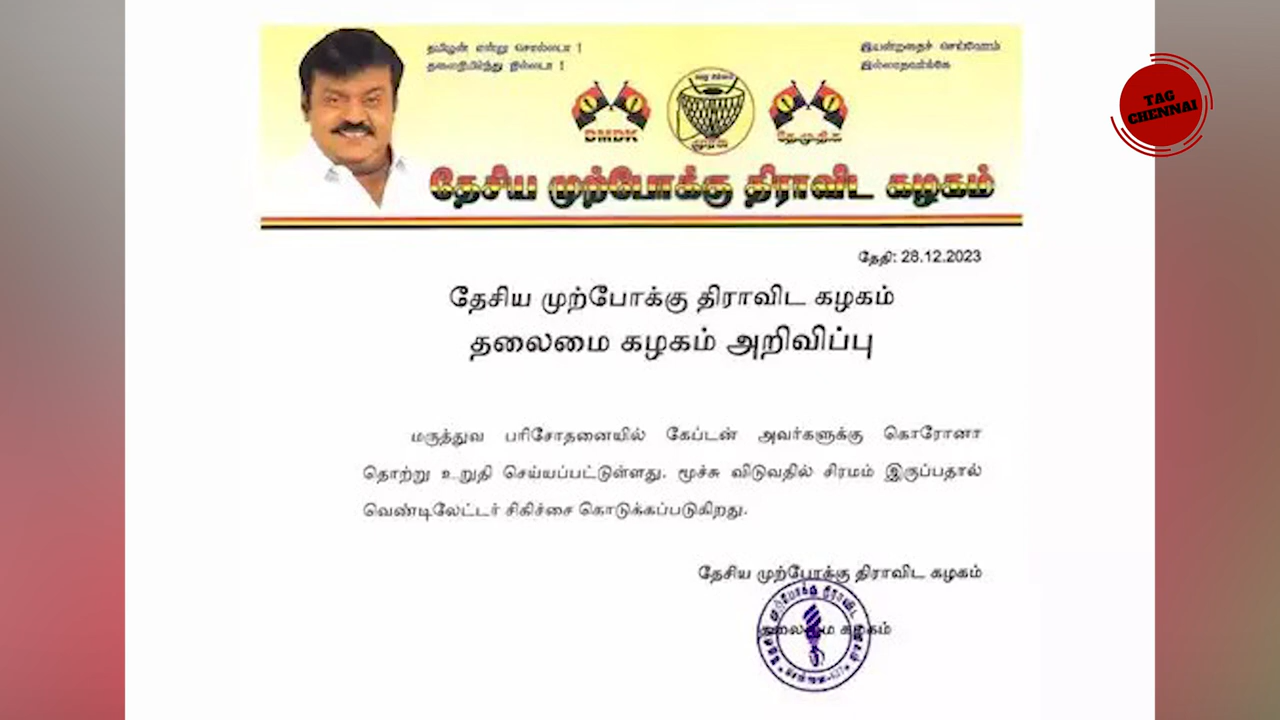 தமிழன் என்று சொல்லடா !
தலைநிமிர்ந்து நில்லடா !
இயன்றதைச் செய்வோம்
இல்லாதவர்க்கே
DMDK
முரசு
தே.மு.தி.க
தேசிய முற்போக்கு திராவிட கழகம்
TAG
CHENNAI
தேதி: 28.12.2023
தேசிய முற்போக்கு திராவிட கழகம்
தலைமை கழகம் அறிவிப்பு
மருத்துவ பரிசோதனையில் கேப்டன் அவர்களுக்கு கொரோனா
தொற்று உறுதி செய்யப்பட்டுள்ளது. மூச்சு விடுவதில் சிரமம் இருப்பதால்
வெண்டிலேட்டர் சிகிச்சை கொடுக்கப்படுகிறது.
தேசிய முற்போக்கு திராவிட கழகம்
தலைமை கழகம்